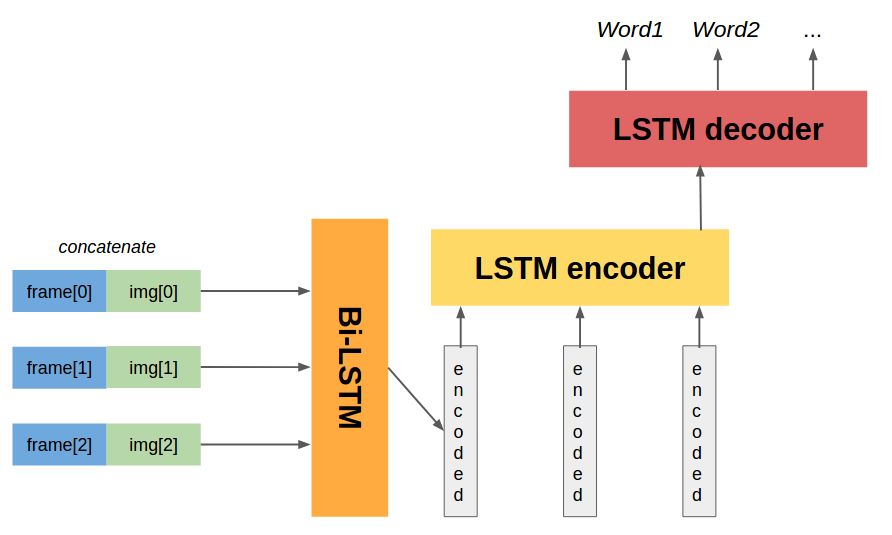 Word1 Word2 ...
LSTM decoder
LSTM encoder
concatenate
frame[0] img[0]
frame[1] img[1]
frame[2] img[2]
Bi-LSTM
encoded
encoded
encoded